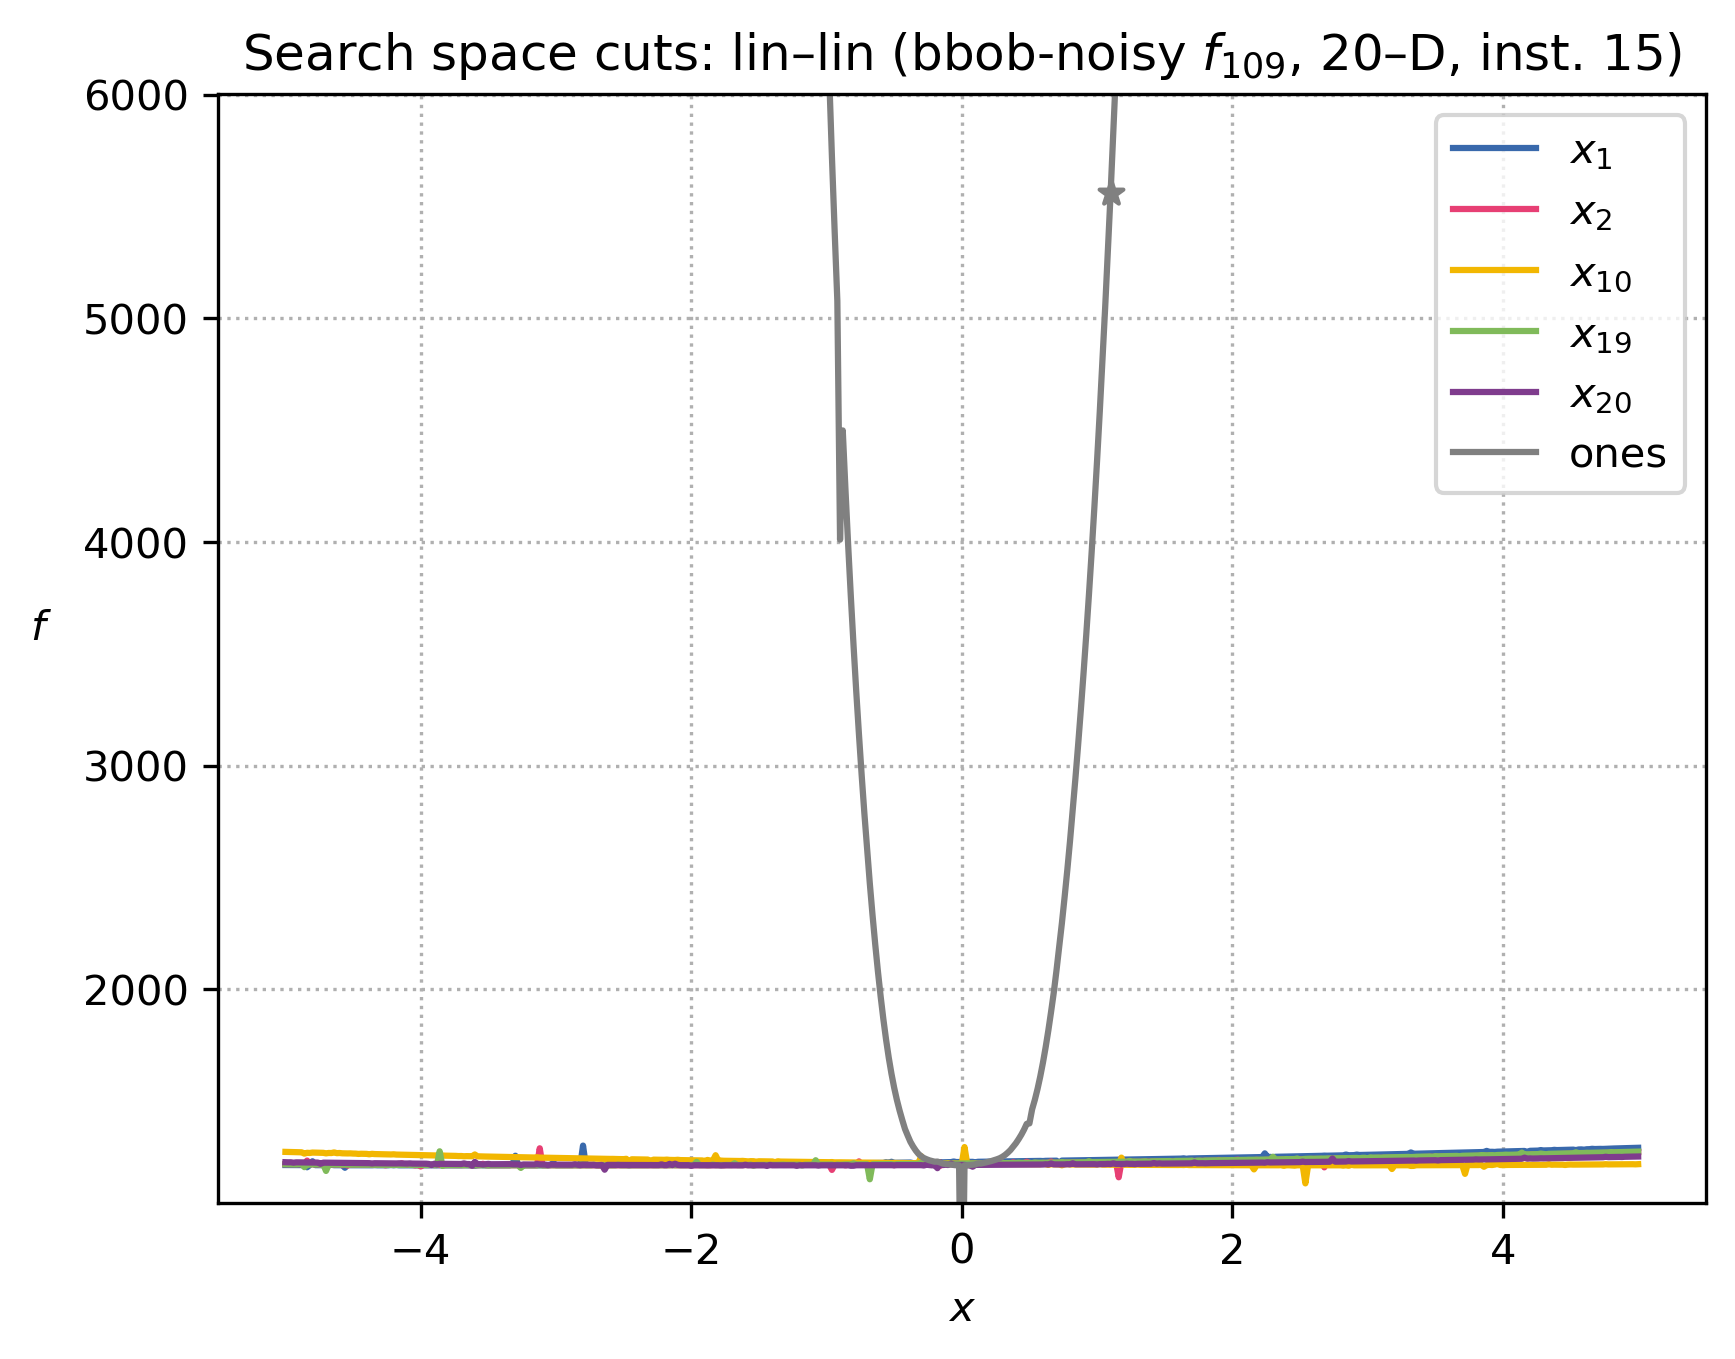 Search space cuts: lin–lin (bbob-noisy f₁₀₉, 20–D, inst. 15)
6000
5000
4000
3000
2000
f
−4
−2
0
2
4
x
x₁
x₂
x₁₀
x₁₉
x₂₀
ones